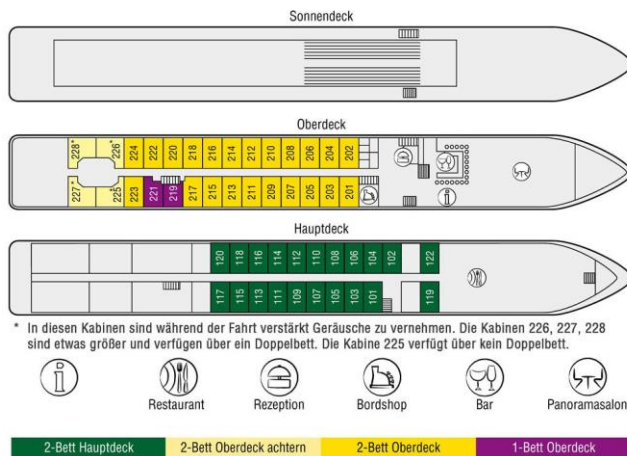 Sonnendeck
Oberdeck
228* 226* 224 222 220 218 216 214 212 210 208 206 204 202
227* 225* 223 221 219 217 215 213 211 209 207 205 203 201
Hauptdeck
120 118 116 114 112 110 108 106 104 102 122
117 115 113 111 109 107 105 103 101 119
* In diesen Kabinen sind während der Fahrt verstärkt Geräusche zu vernehmen. Die Kabinen 226, 227, 228
sind etwas größer und verfügen über ein Doppelbett. Die Kabine 225 verfügt über kein Doppelbett.
Restaurant Rezeption Bordshop Bar Panoramasalon
2-Bett Hauptdeck 2-Bett Oberdeck achtern 2-Bett Oberdeck 1-Bett Oberdeck